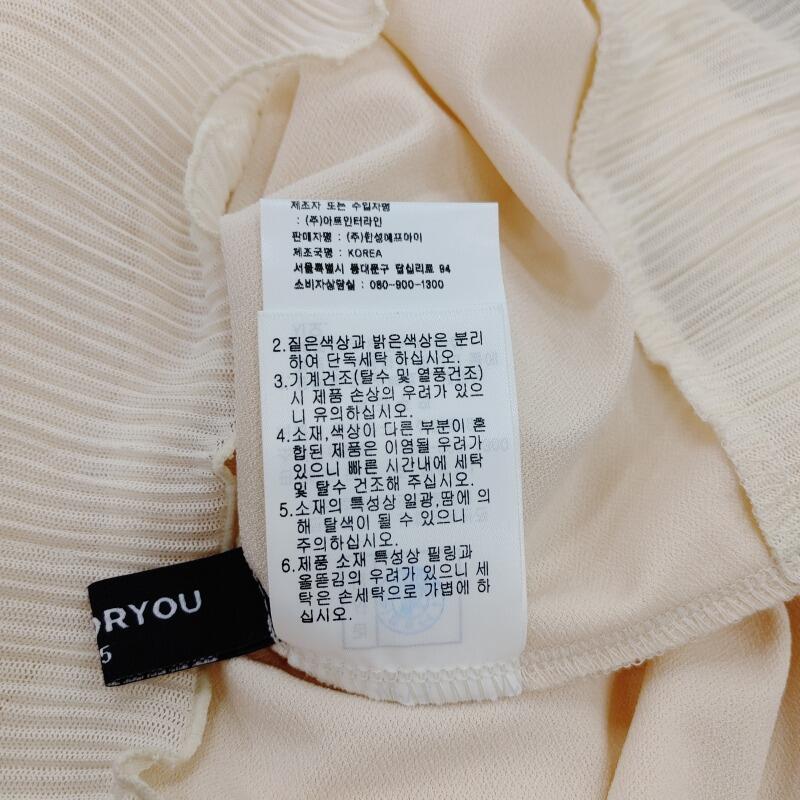 제조자 또는 수입자명
: (주)아트인터라인
판매자명 : (주)한성에프아이
제조국명 : KOREA
서울특별시 동대문구 답십리로 94
소비자상담실 : 080-900-1300
2.짙은색상과 밝은색상은 분리
하여 단독세탁 하십시오.
3.기계건조(탈수 및 열풍건조)
시 제품 손상의 우려가 있으
니 유의하십시오.
4.소재,색상이 다른 부분이 혼
합된 제품은 이염될 우려가
있으니 빠른 시간내에 세탁
및 탈수 건조해 주십시오.
5.소재의 특성상 일광,땀에 의
해 탈색이 될 수 있으니
주의하십시오.
6.제품 소재 특성상 필링과
올뜯김의 우려가 있으니 세
탁은 손세탁으로 가볍에 하
십시오.
ORYOU
5